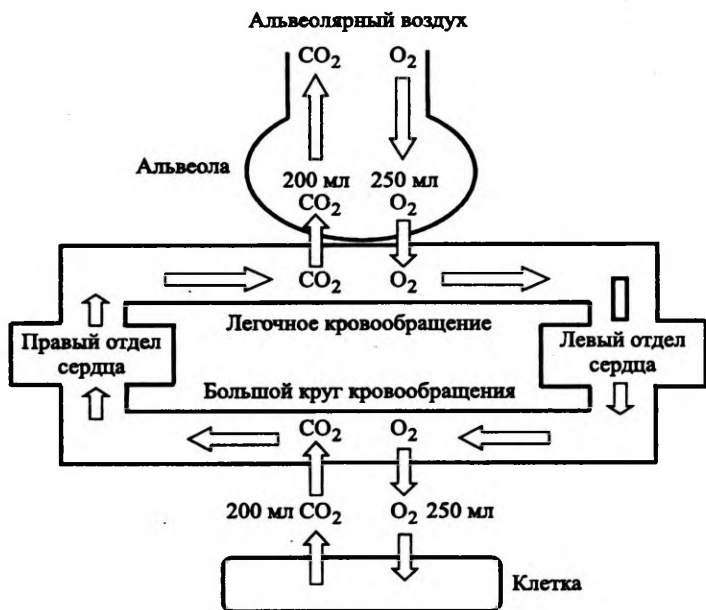 Альвеолярный воздух
CO₂ O₂
Альвеола
200 мл 250 мл
CO₂ O₂
CO₂ O₂
Легочное кровообращение
Правый отдел
сердца
Левый отдел
сердца
Большой круг кровообращения
CO₂ O₂
200 мл CO₂ O₂ 250 мл
Клетка